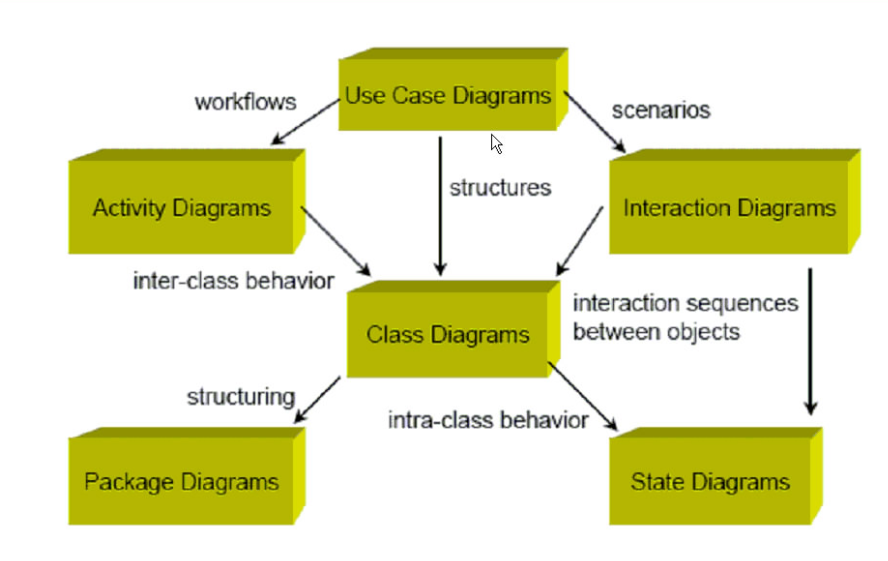 Use Case Diagrams
workflows
scenarios
structures
Activity Diagrams
Interaction Diagrams
inter-class behavior
interaction sequences
between objects
Class Diagrams
structuring
intra-class behavior
Package Diagrams
State Diagrams